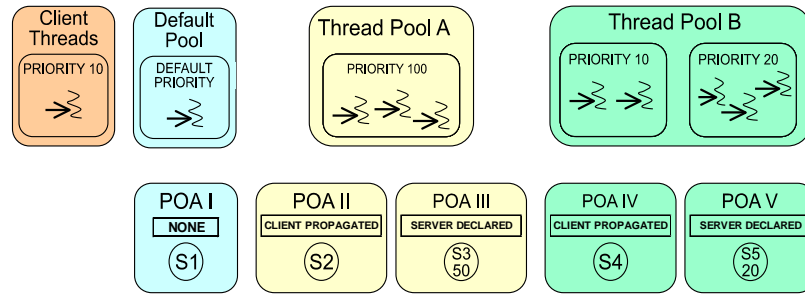 Client
Threads
PRIORITY 10
Default
Pool
DEFAULT
PRIORITY
Thread Pool A
PRIORITY 100
Thread Pool B
PRIORITY 10
PRIORITY 20
POA I
NONE
S1
POA II
CLIENT PROPAGATED
S2
POA III
SERVER DECLARED
S3
50
POA IV
CLIENT PROPAGATED
S4
POA V
SERVER DECLARED
S5
20